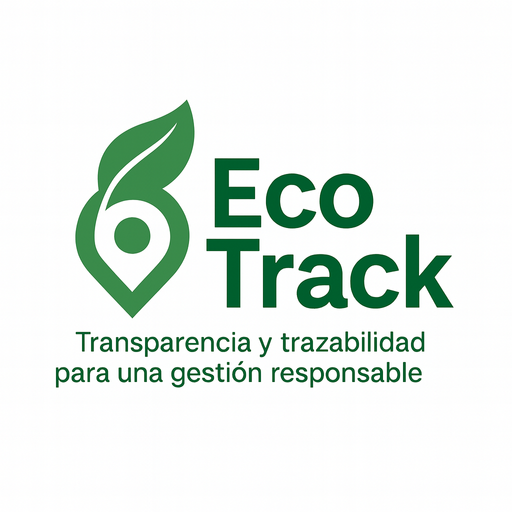 Eco
Track
Transparencia y trazabilidad
para una gestión responsable